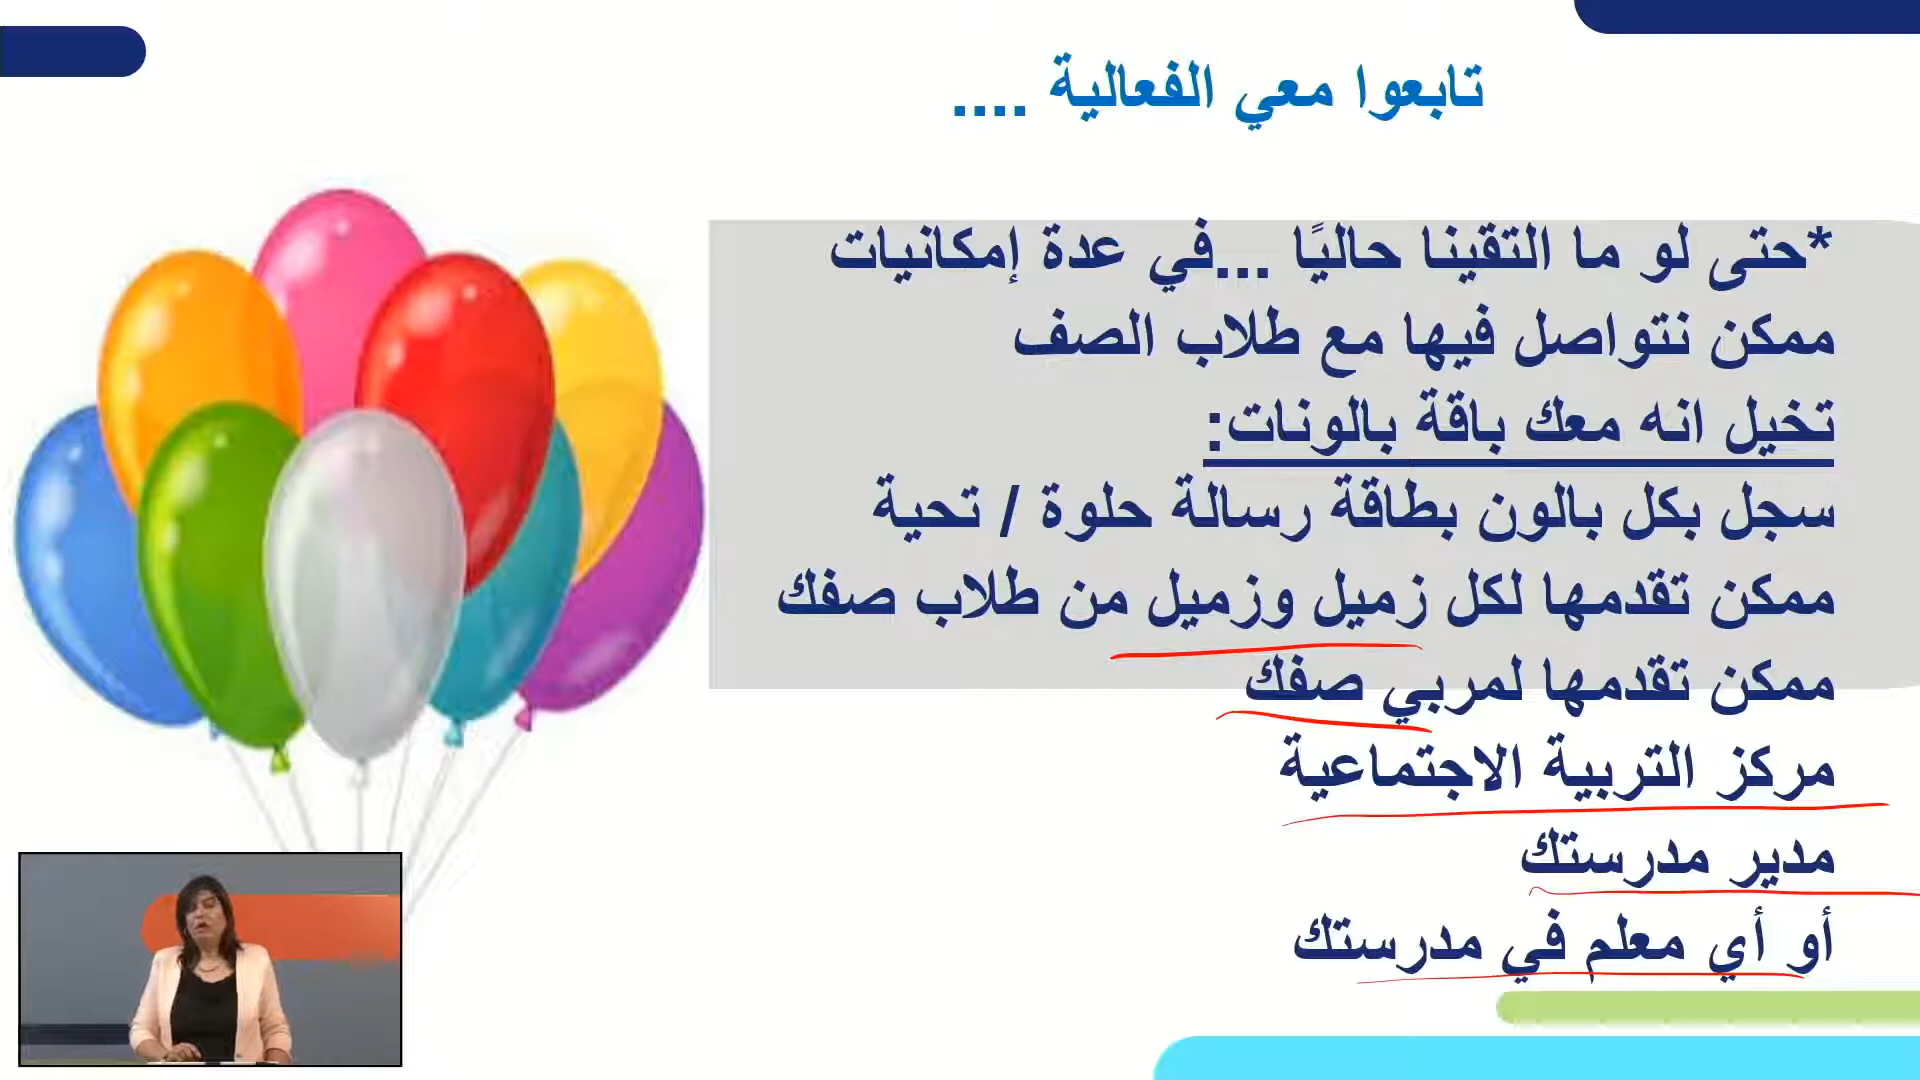 تابعوا معي الفعالية ....
*حتى لو ما التقينا حاليًا ...في عدة إمكانيات
ممكن نتواصل فيها مع طلاب الصف
تخيل انه معك باقة بالونات:
سجل بكل بالون بطاقة رسالة حلوة / تحية
ممكن تقدمها لكل زميل وزميل من طلاب صفك
ممكن تقدمها لمربي صفك
مركز التربية الاجتماعية
مدير مدرستك
أو أي معلم في مدرستك